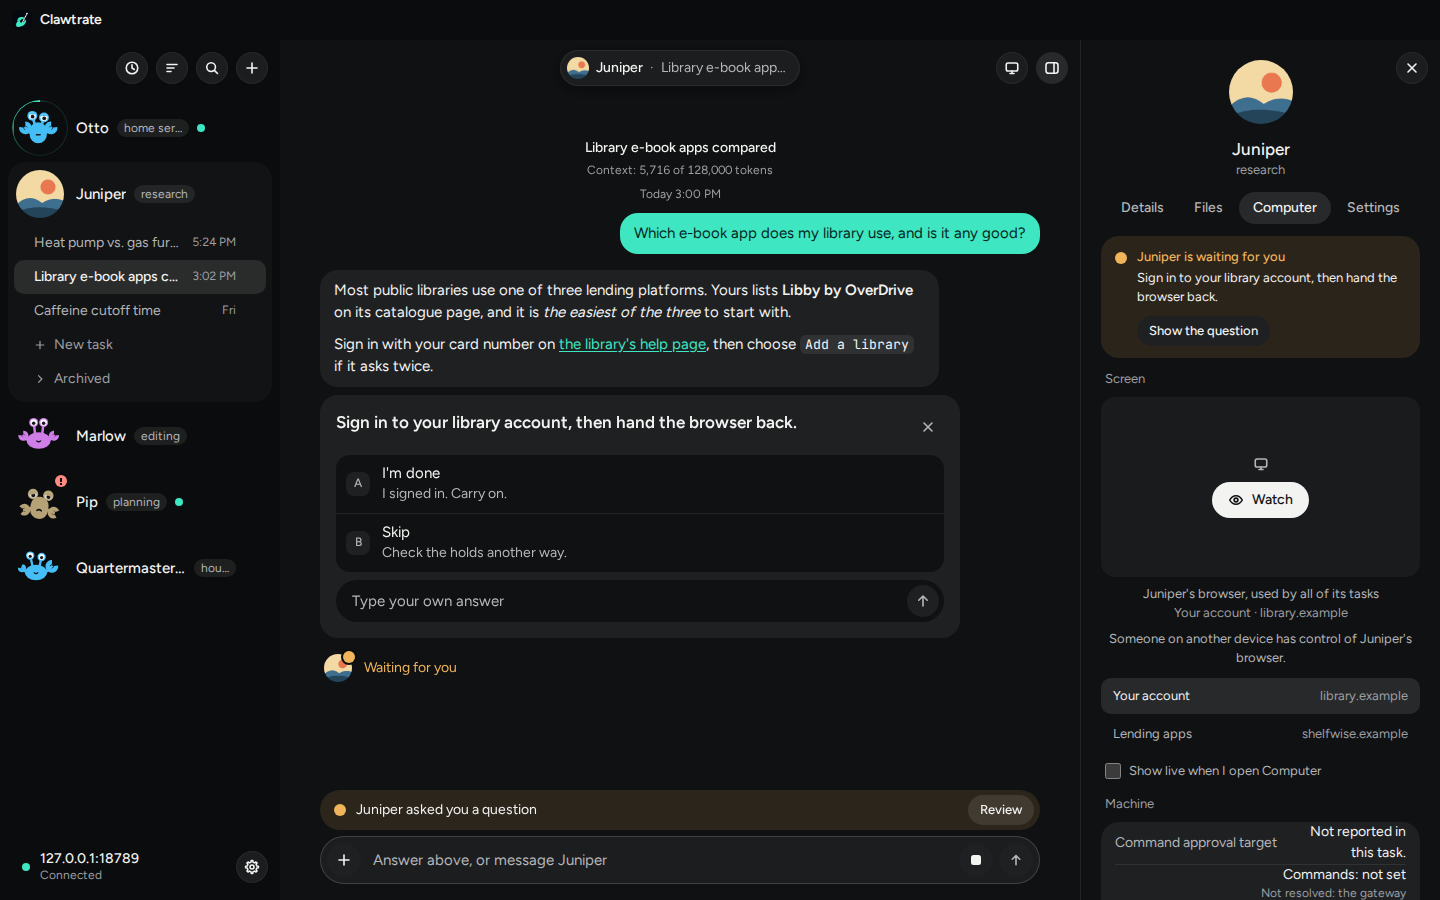 Clawtrate
Otto home ser...
Juniper research
Heat pump vs. gas fur... 5:24 PM
Library e-book apps c... 3:02 PM
Caffeine cutoff time Fri
New task
Archived
Marlow editing
Pip planning
Quartermaster... hou...
127.0.0.1:18789
Connected
Juniper · Library e-book app...
Library e-book apps compared
Context: 5,716 of 128,000 tokens
Today 3:00 PM
Which e-book app does my library use, and is it any good?
Most public libraries use one of three lending platforms. Yours lists Libby by OverDrive
on its catalogue page, and it is the easiest of the three to start with.
Sign in with your card number on the library's help page, then choose Add a library
if it asks twice.
Sign in to your library account, then hand the browser back.
A I'm done
I signed in. Carry on.
B Skip
Check the holds another way.
Type your own answer
Waiting for you
Juniper asked you a question Review
Answer above, or message Juniper
Juniper
research
Details Files Computer Settings
Juniper is waiting for you
Sign in to your library account, then hand the
browser back.
Show the question
Screen
Watch
Juniper's browser, used by all of its tasks
Your account · library.example
Someone on another device has control of Juniper's
browser.
Your account library.example
Lending apps shelfwise.example
Show live when I open Computer
Machine
Command approval target Not reported in
this task.
Commands: not set
Not resolved: the gateway